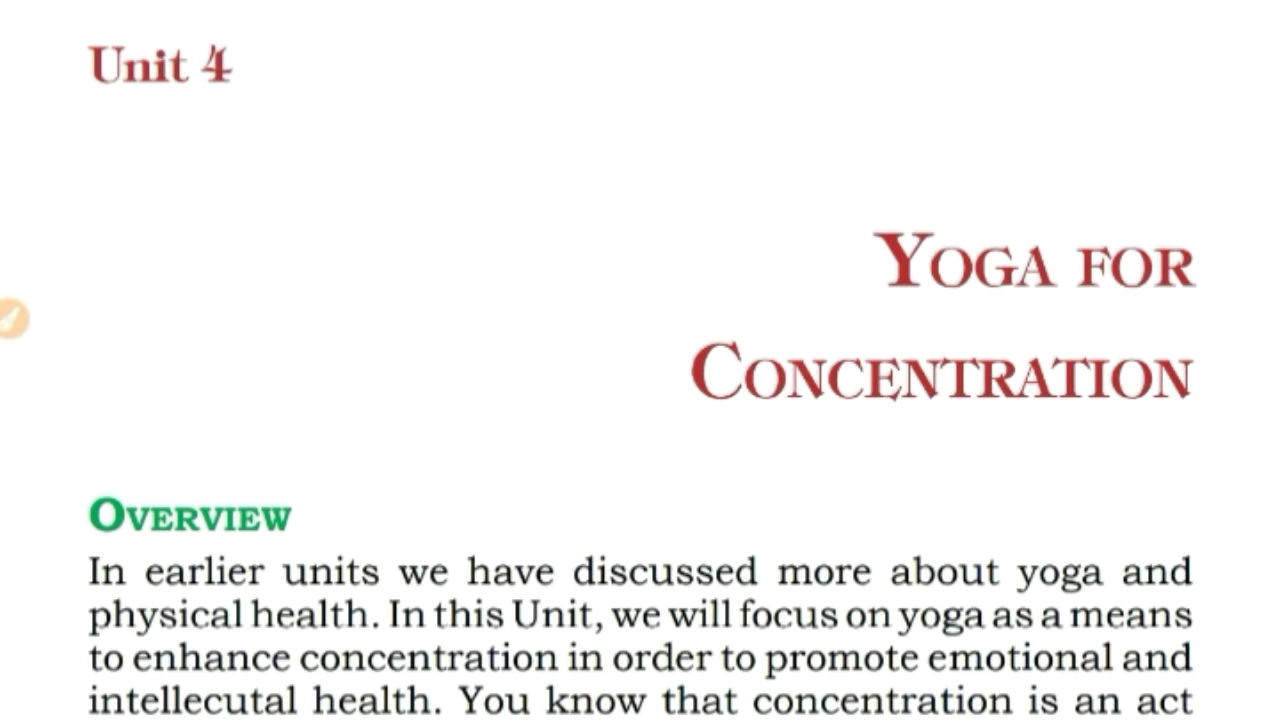 Unit 4
YOGA FOR
CONCENTRATION
OVERVIEW
In earlier units we have discussed more about yoga and
physical health. In this Unit, we will focus on yoga as a means
to enhance concentration in order to promote emotional and
intellecutal health. You know that concentration is an act